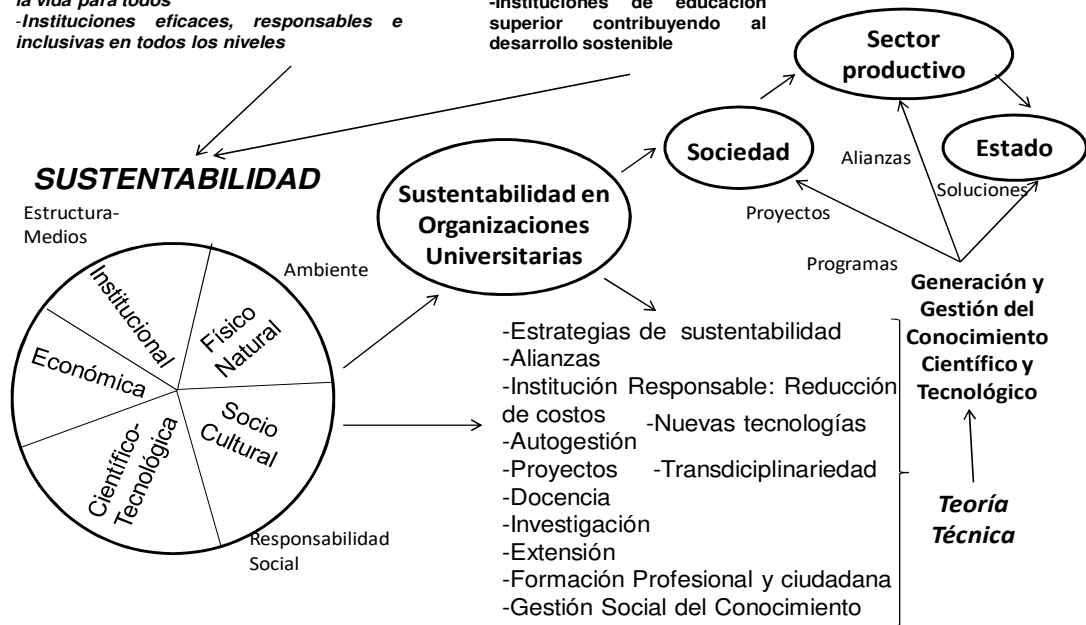 la vida para todos
-Instituciones eficaces, responsables e
inclusivas en todos los niveles
-Instituciones de educación
superior contribuyendo al
desarrollo sostenible
Sector
productivo
Sociedad
Alianzas
Estado
Soluciones
Proyectos
Programas
SUSTENTABILIDAD
Estructura-
Medios
Ambiente
Sustentabilidad en
Organizaciones
Universitarias
Institucional
Físico
Natural
Económica
Socio
Cultural
Científico-
Tecnológica
Responsabilidad
Social
-Estrategias de sustentabilidad
-Alianzas
-Institución Responsable: Reducción
de costos
-Nuevas tecnologías
-Autogestión
-Proyectos
-Transdiciplinariedad
-Docencia
-Investigación
-Extensión
-Formación Profesional y ciudadana
-Gestión Social del Conocimiento
Generación y
Gestión del
Conocimiento
Científico y
Tecnológico
Teoría
Técnica